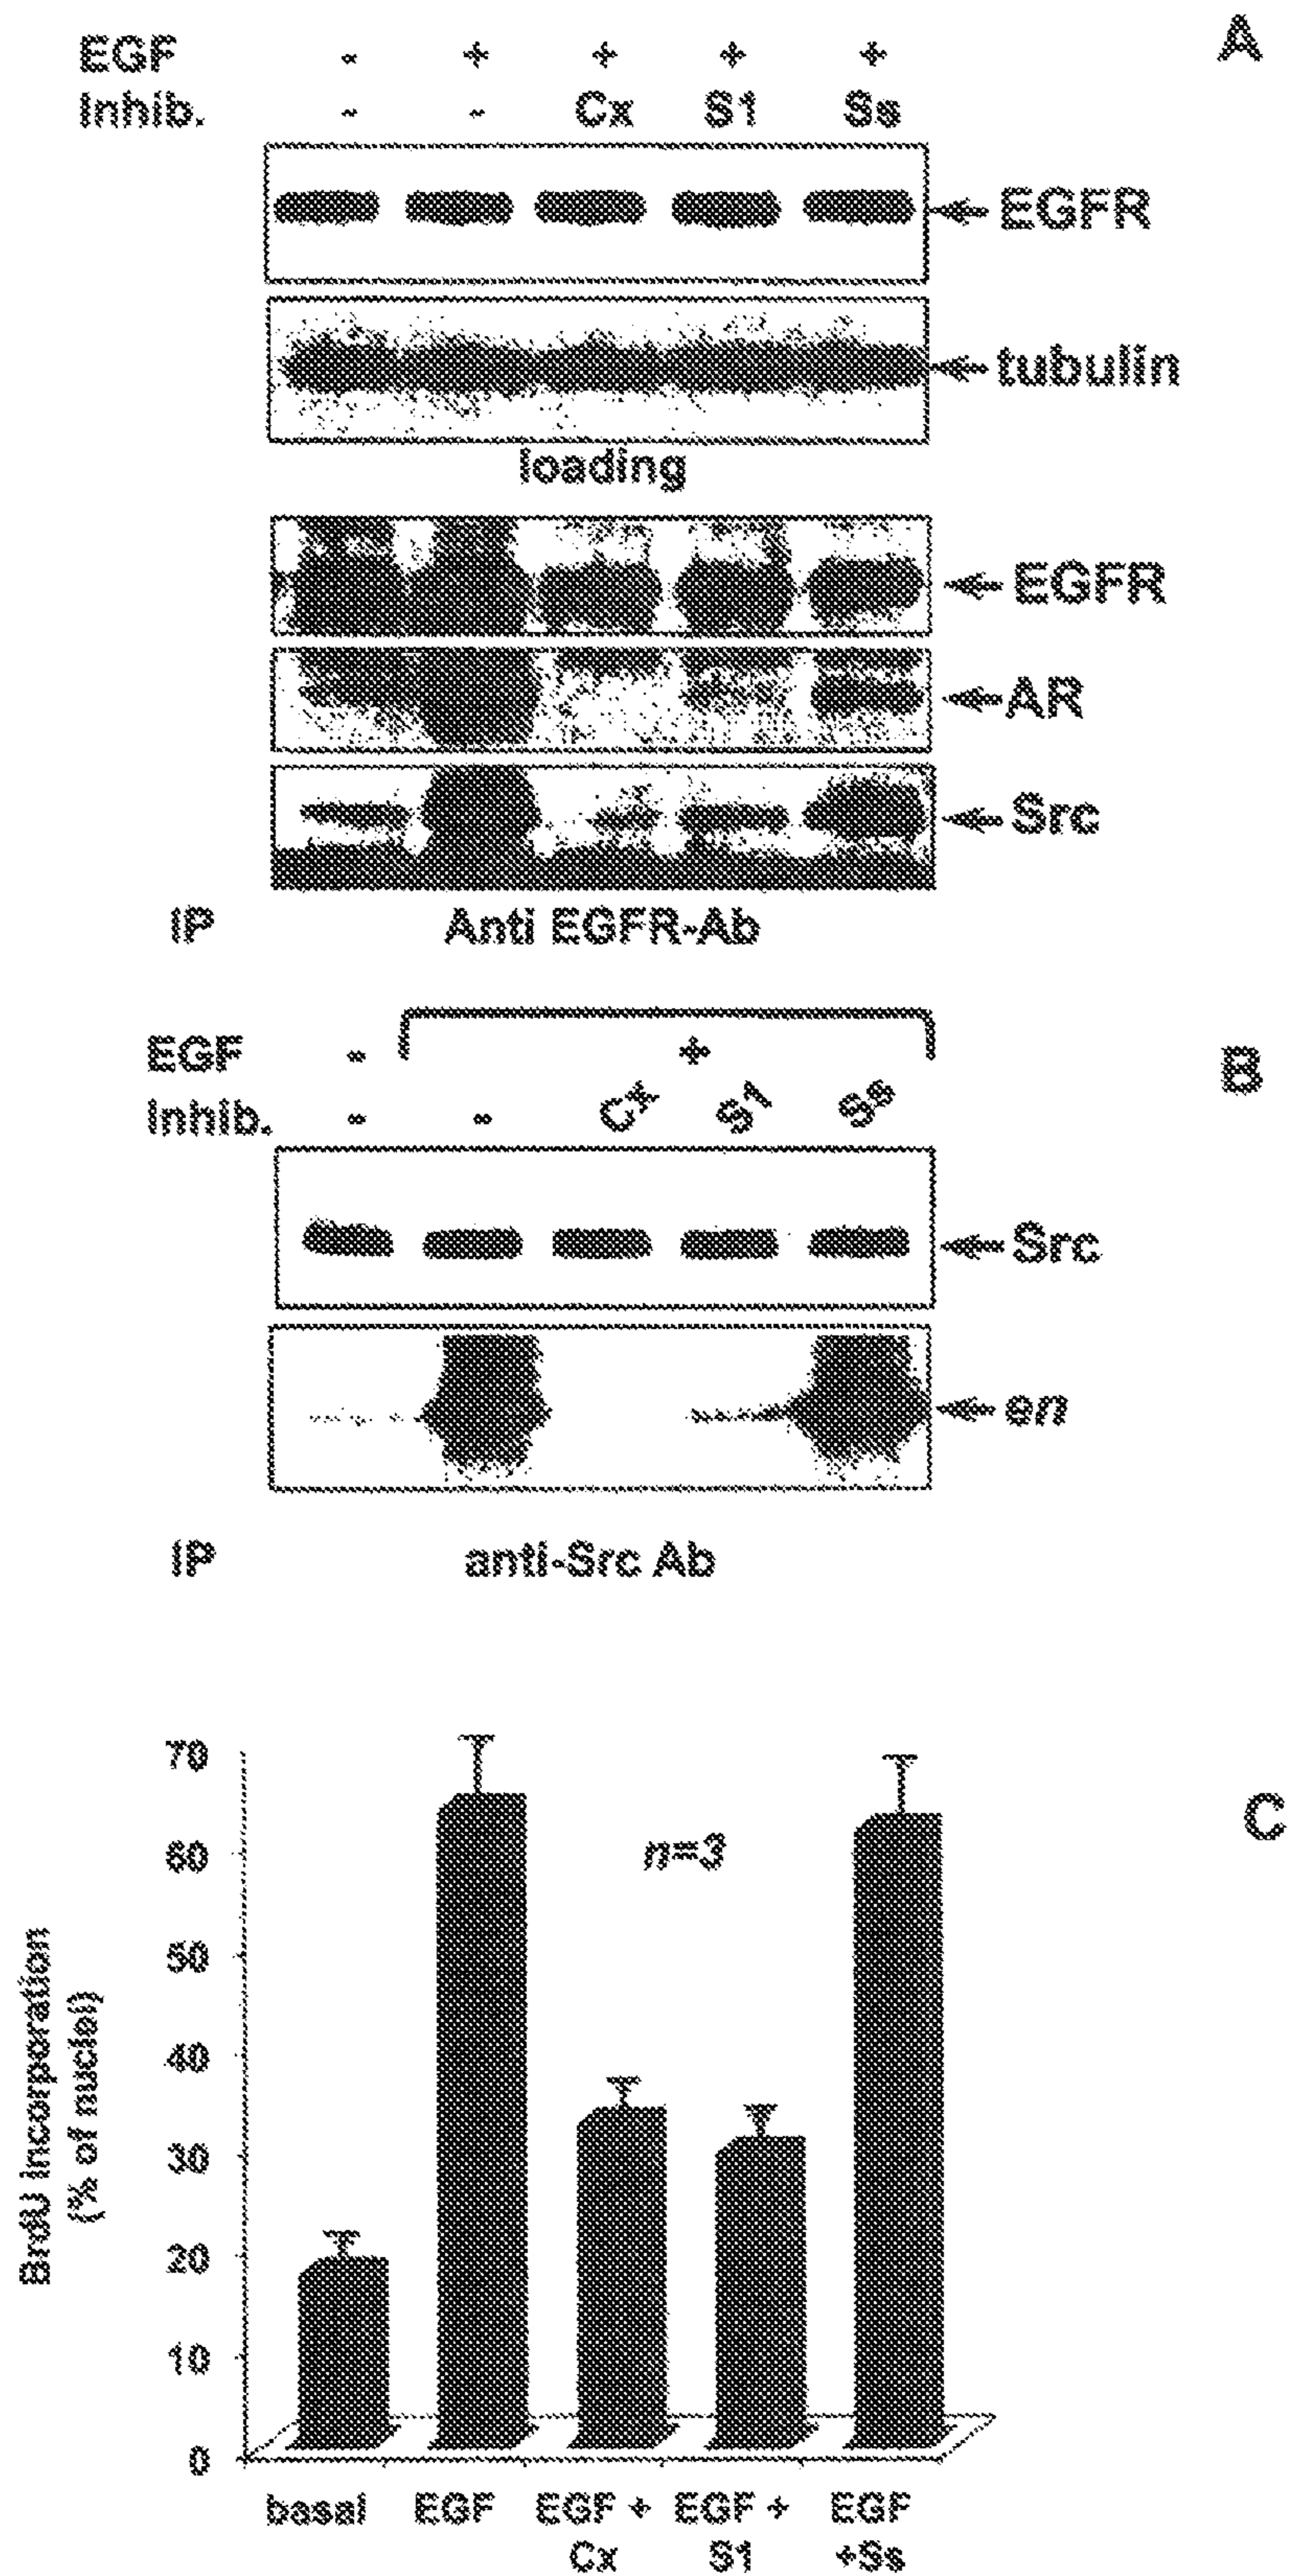 A
EGF - + + + +
Inhib. - - Cx S1 Ss
EGFR
tubulin
loading
EGFR
AR
Src
IP Anti EGFR-Ab
B
EGF - +
Inhib. - - Cx S1 Ss
Src
en
IP anti-Src Ab
C
BrdU incorporation
(% of nuclei)
70
60
50
40
30
20
10
0
n=3
basal EGF EGF + EGF + EGF
Cx S1 +Ss